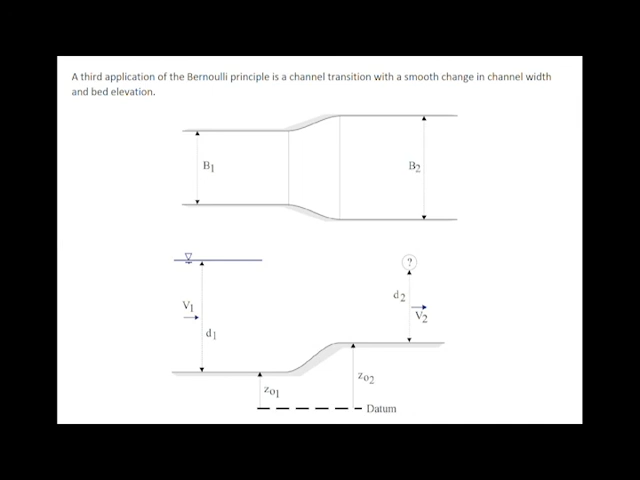 A third application of the Bernoulli principle is a channel transition with a smooth change in channel width
and bed elevation.
B1
B2
?
V1
d2
V2
d1
zo2
zo1
Datum